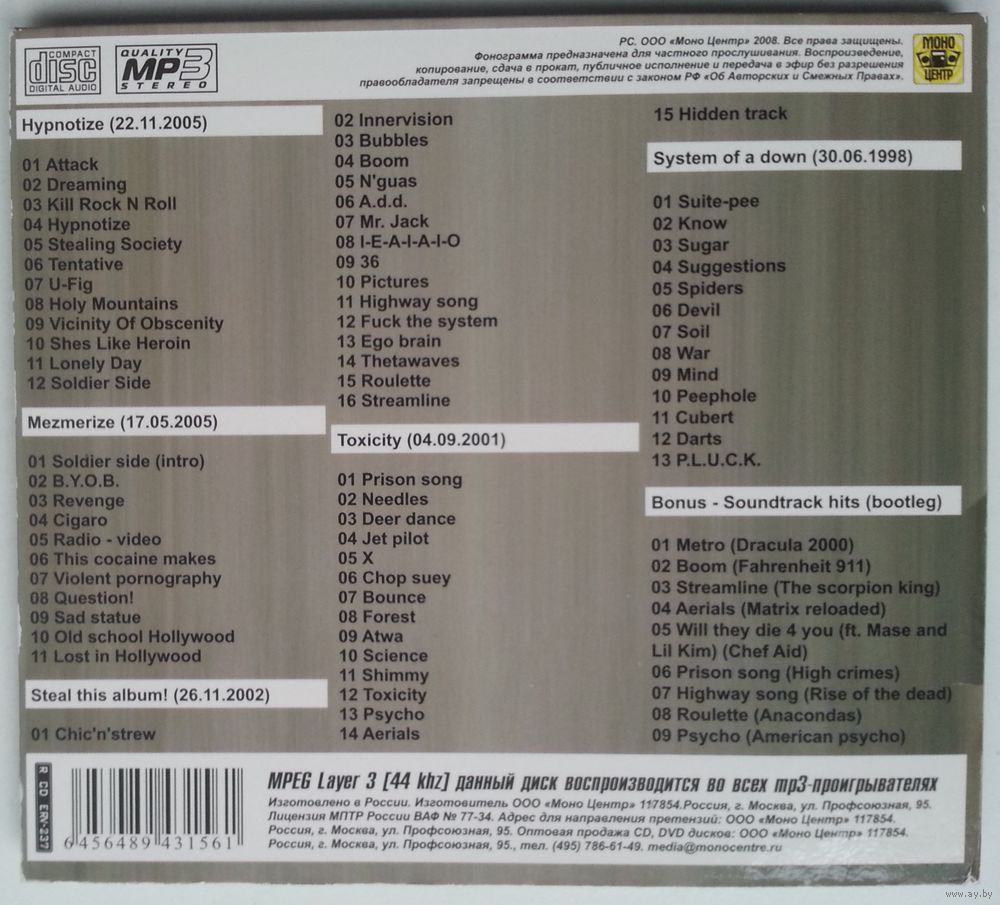 COMPACT
disc
DIGITAL AUDIO
QUALITY
MP3
STEREO
РС. ООО «Моно Центр» 2008. Все права защищены.
Фонограмма предназначена для частного прослушивания. Воспроизведение,
копирование, сдача в прокат, публичное исполнение и передача в эфир без разрешения
правообладателя запрещены в соответствии с законом РФ «Об Авторских и Смежных Правах».
МОНО
ЦЕНТР
Hypnotize (22.11.2005)
01 Attack
02 Dreaming
03 Kill Rock N Roll
04 Hypnotize
05 Stealing Society
06 Tentative
07 U-Fig
08 Holy Mountains
09 Vicinity Of Obscenity
10 Shes Like Heroin
11 Lonely Day
12 Soldier Side
Mezmerize (17.05.2005)
01 Soldier side (intro)
02 B.Y.O.B.
03 Revenge
04 Cigaro
05 Radio - video
06 This cocaine makes
07 Violent pornography
08 Question!
09 Sad statue
10 Old school Hollywood
11 Lost in Hollywood
Steal this album! (26.11.2002)
01 Chic'n'strew
02 Innervision
03 Bubbles
04 Boom
05 N'guas
06 A.d.d.
07 Mr. Jack
08 I-E-A-I-A-I-O
09 36
10 Pictures
11 Highway song
12 Fuck the system
13 Ego brain
14 Thetawaves
15 Roulette
16 Streamline
Toxicity (04.09.2001)
01 Prison song
02 Needles
03 Deer dance
04 Jet pilot
05 X
06 Chop suey
07 Bounce
08 Forest
09 Atwa
10 Science
11 Shimmy
12 Toxicity
13 Psycho
14 Aerials
15 Hidden track
System of a down (30.06.1998)
01 Suite-pee
02 Know
03 Sugar
04 Suggestions
05 Spiders
06 Devil
07 Soil
08 War
09 Mind
10 Peephole
11 Cubert
12 Darts
13 P.L.U.C.K.
Bonus - Soundtrack hits (bootleg)
01 Metro (Dracula 2000)
02 Boom (Fahrenheit 911)
03 Streamline (The scorpion king)
04 Aerials (Matrix reloaded)
05 Will they die 4 you (ft. Mase and
Lil Kim) (Chef Aid)
06 Prison song (High crimes)
07 Highway song (Rise of the dead)
08 Roulette (Anacondas)
09 Psycho (American psycho)
R CD ERV-237
6 456489 431561
MPEG Layer 3 [44 khz] данный диск воспроизводится во всех mp3-проигрывателях
Изготовлено в России. Изготовитель ООО «Моно Центр» 117854.Россия, г. Москва, ул. Профсоюзная, 95.
Лицензия МПТР России ВАФ № 77-34. Адрес для направления претензий: ООО «Моно Центр» 117854.
Россия, г. Москва, ул. Профсоюзная, 95. Оптовая продажа CD, DVD дисков: ООО «Моно Центр» 117854.
Россия, г. Москва, ул. Профсоюзная, 95., тел. (495) 786-61-49. media@monocentre.ru
www.ay.by